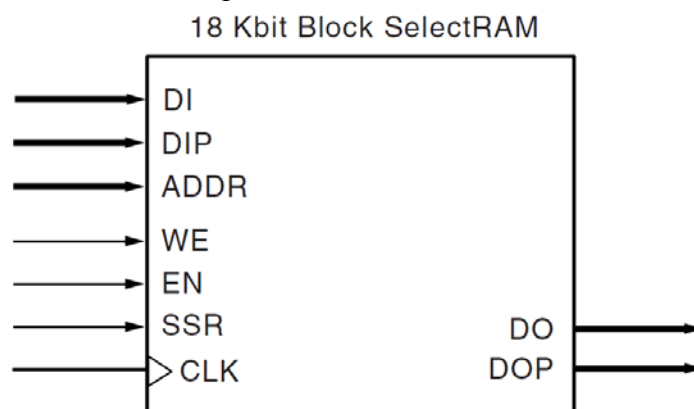 18 Kbit Block SelectRAM
DI
DIP
ADDR
WE
EN
SSR
CLK
DO
DOP